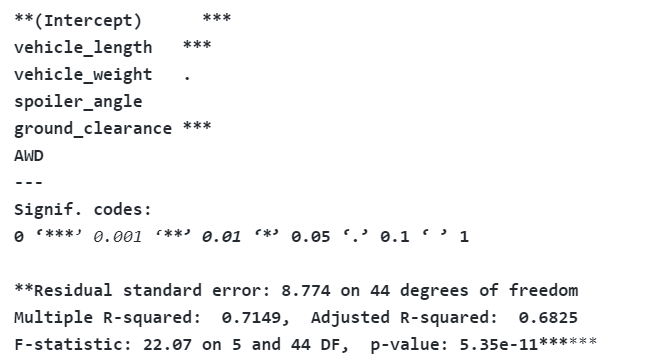 **(Intercept)      ***
vehicle_length   ***
vehicle_weight   .
spoiler_angle
ground_clearance ***
AWD
---
Signif. codes:
0 ‘***’ 0.001 ‘**’ 0.01 ‘*’ 0.05 ‘.’ 0.1 ‘ ’ 1
**Residual standard error: 8.774 on 44 degrees of freedom
Multiple R-squared:  0.7149,  Adjusted R-squared:  0.6825
F-statistic: 22.07 on 5 and 44 DF,  p-value: 5.35e-11******